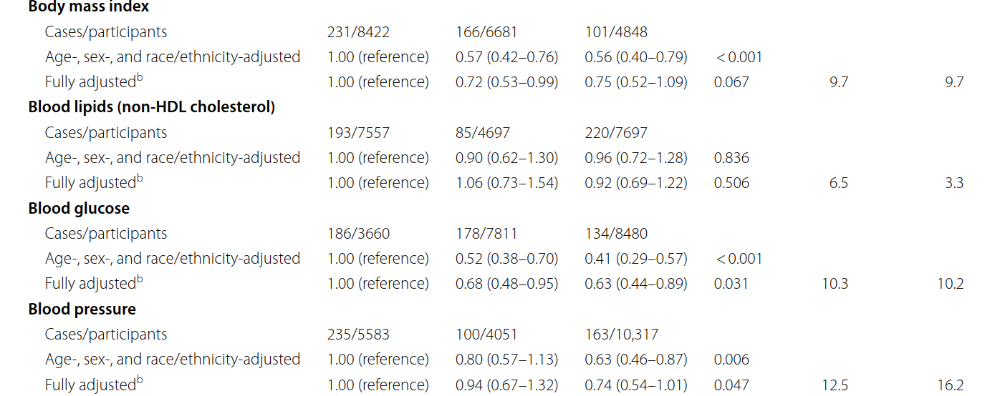 Body mass index
Cases/participants 231/8422 166/6681 101/4848
Age-, sex-, and race/ethnicity-adjusted 1.00 (reference) 0.57 (0.42–0.76) 0.56 (0.40–0.79) <0.001
Fully adjustedb 1.00 (reference) 0.72 (0.53–0.99) 0.75 (0.52–1.09) 0.067 9.7 9.7
Blood lipids (non-HDL cholesterol)
Cases/participants 193/7557 85/4697 220/7697
Age-, sex-, and race/ethnicity-adjusted 1.00 (reference) 0.90 (0.62–1.30) 0.96 (0.72–1.28) 0.836
Fully adjustedb 1.00 (reference) 1.06 (0.73–1.54) 0.92 (0.69–1.22) 0.506 6.5 3.3
Blood glucose
Cases/participants 186/3660 178/7811 134/8480
Age-, sex-, and race/ethnicity-adjusted 1.00 (reference) 0.52 (0.38–0.70) 0.41 (0.29–0.57) <0.001
Fully adjustedb 1.00 (reference) 0.68 (0.48–0.95) 0.63 (0.44–0.89) 0.031 10.3 10.2
Blood pressure
Cases/participants 235/5583 100/4051 163/10,317
Age-, sex-, and race/ethnicity-adjusted 1.00 (reference) 0.80 (0.57–1.13) 0.63 (0.46–0.87) 0.006
Fully adjustedb 1.00 (reference) 0.94 (0.67–1.32) 0.74 (0.54–1.01) 0.047 12.5 16.2